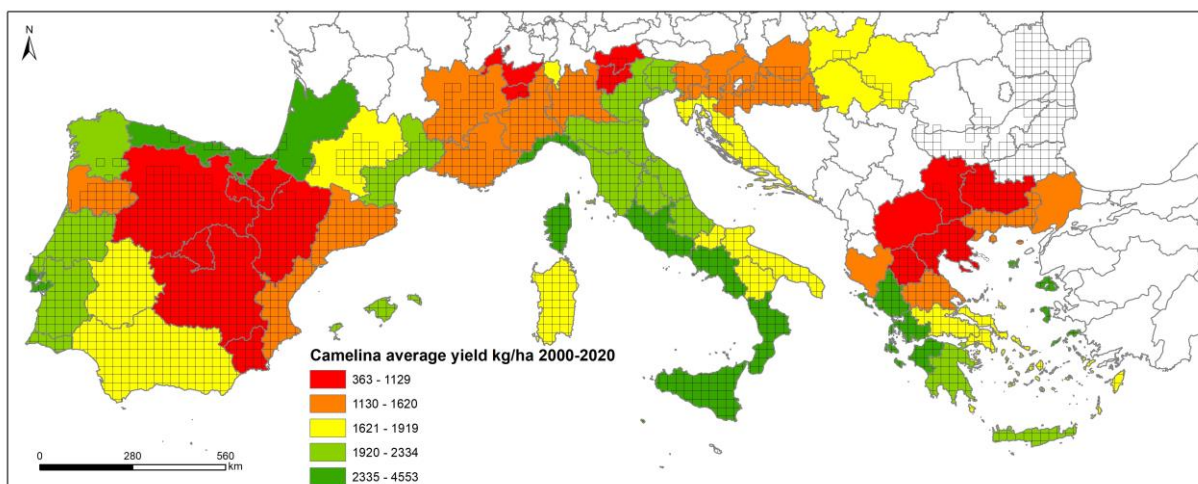 N
Camelina average yield kg/ha 2000-2020
363 - 1129
1130 - 1620
1621 - 1919
1920 - 2334
2335 - 4553
0 280 560
km